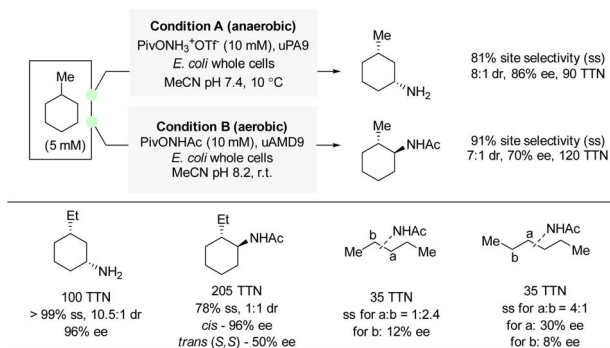 Condition A (anaerobic)
PivONH3+OTf- (10 mM), uPA9
E. coli whole cells
MeCN pH 7.4, 10 °C
Me
NH2
81% site selectivity (ss)
8:1 dr, 86% ee, 90 TTN
Me
(5 mM)
Condition B (aerobic)
PivONHAc (10 mM), uAMD9
E. coli whole cells
MeCN pH 8.2, r.t.
Me
NHAc
91% site selectivity (ss)
7:1 dr, 70% ee, 120 TTN
Et
NH2
100 TTN
> 99% ss, 10.5:1 dr
96% ee
Et
NHAc
205 TTN
78% ss, 1:1 dr
cis - 96% ee
trans (S,S) - 50% ee
b NHAc
Me a Me
35 TTN
ss for a:b = 1:2.4
for b: 12% ee
a NHAc
Me b Me
35 TTN
ss for a:b = 4:1
for a: 30% ee
for b: 8% ee